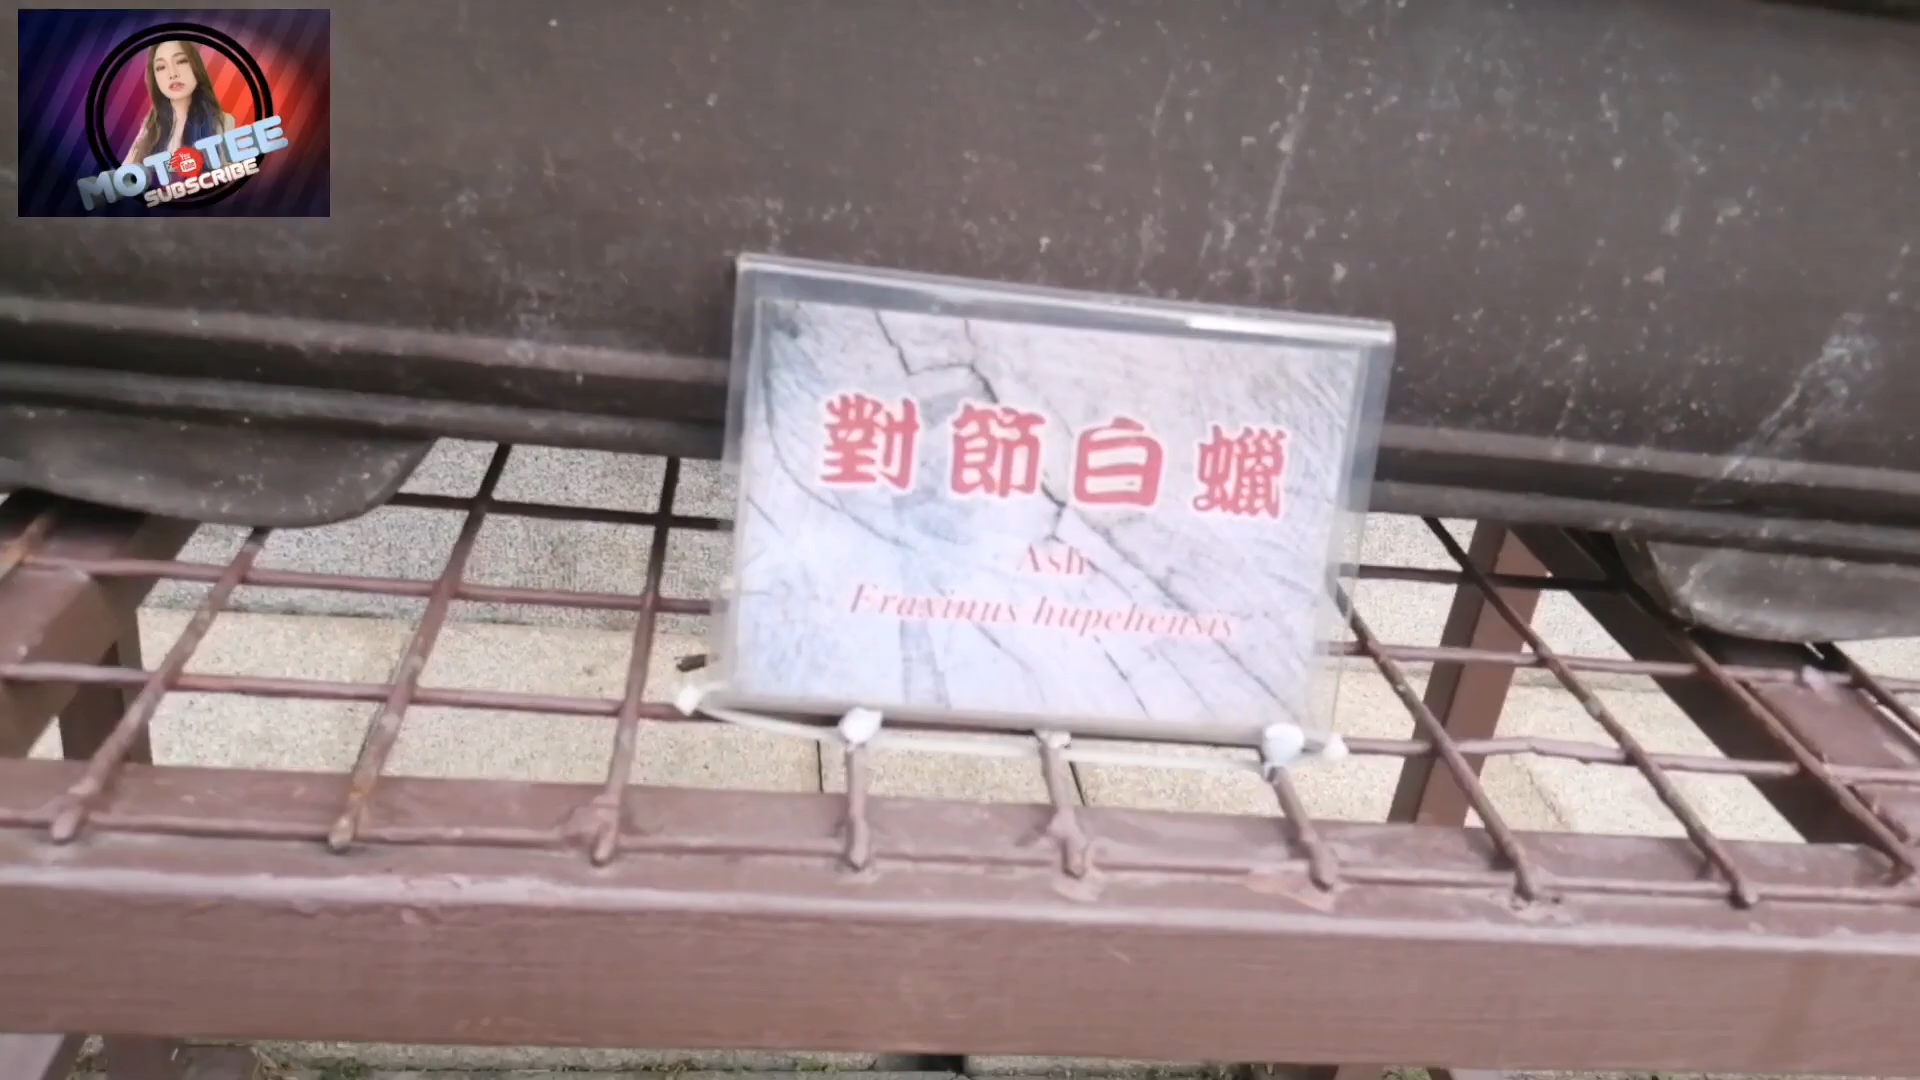 MOTOTEE
SUBSCRIBE
對節白蠟
Ash
Fraxinus hupehensis